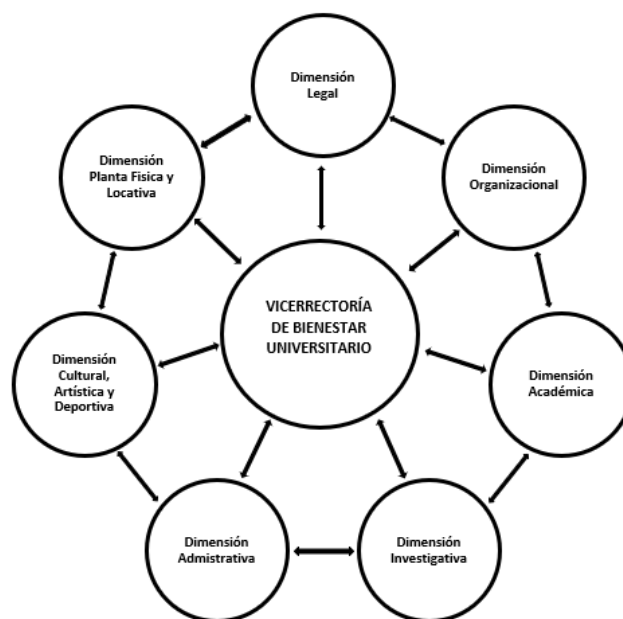 Dimensión
Legal
Dimensión
Planta Fisica y
Locativa
Dimensión
Organizacional
VICERRECTORÍA
DE BIENESTAR
UNIVERSITARIO
Dimensión
Cultural,
Artística y
Deportiva
Dimensión
Académica
Dimensión
Admistrativa
Dimensión
Investigativa